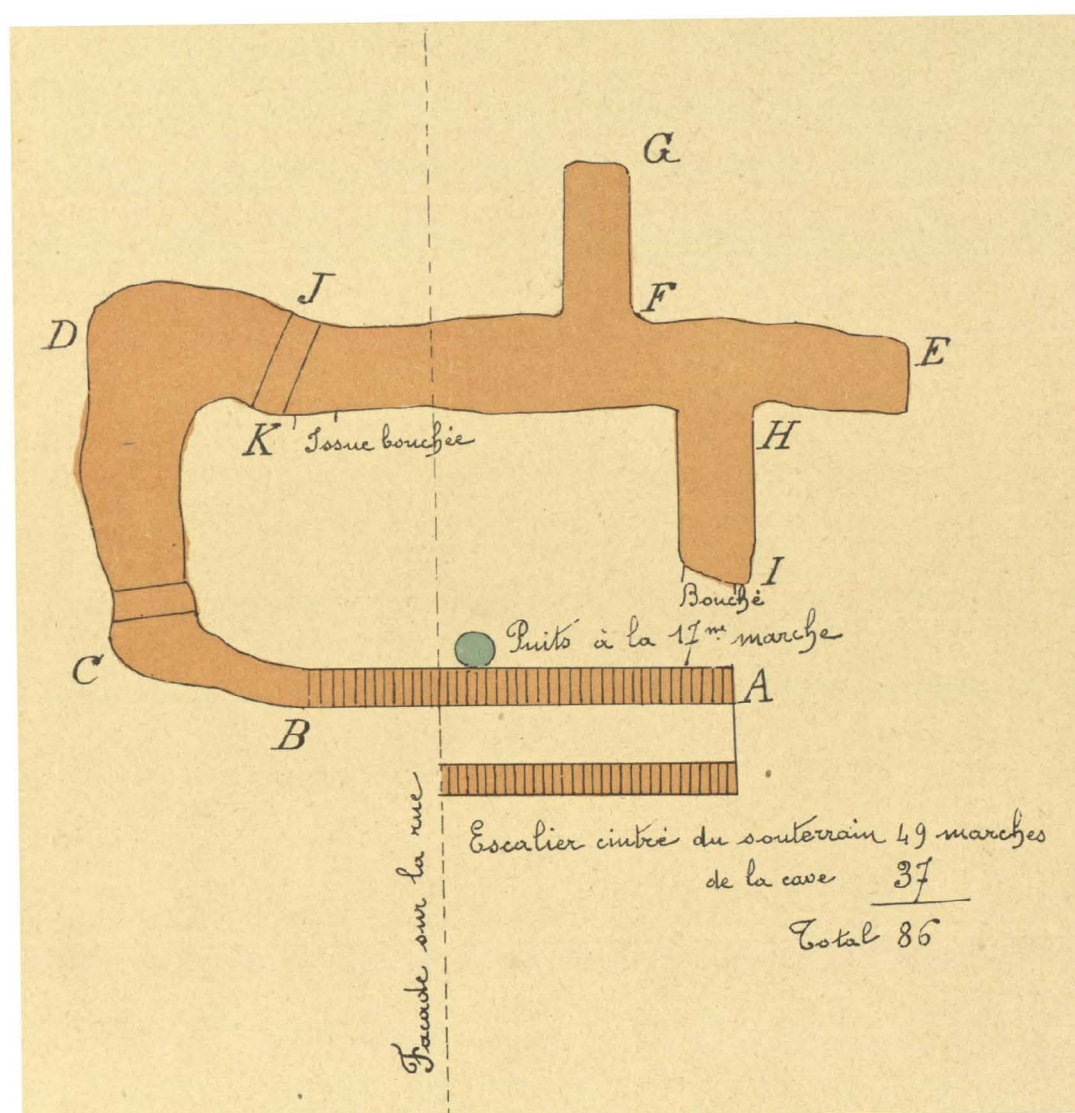 G
J
F
D
E
K
Issue bouchée
H
I
Bouché
Puits à la 17me marche
C
A
B
Facade sur la rue
Escalier cintré du souterrain 49 marches
de la cave 37
Total 86